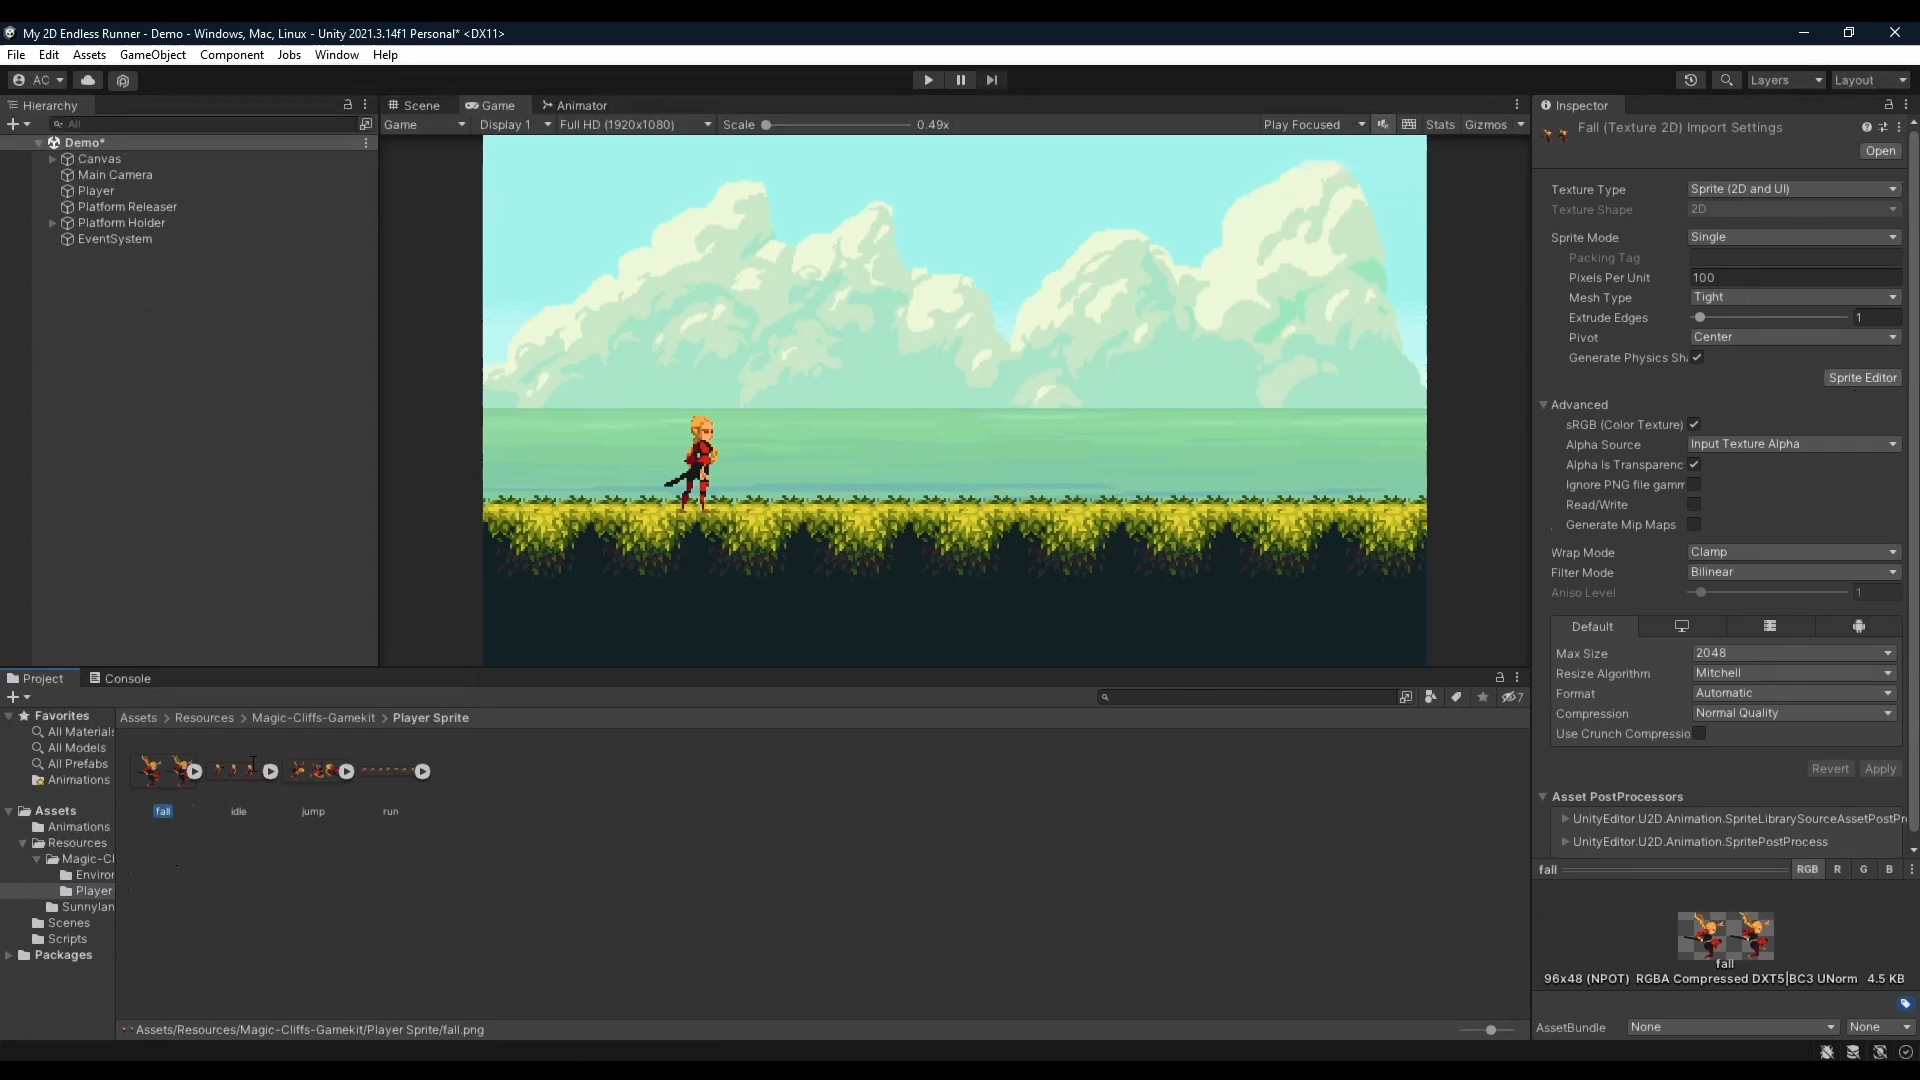 My 2D Endless Runner - Demo - Windows, Mac, Linux - Unity 2021.3.14f1 Personal* <DX11>
File Edit Assets GameObject Component Jobs Window Help
AC
Layers Layout
Hierarchy
All
Demo*
Canvas
Main Camera
Player
Platform Releaser
Platform Holder
EventSystem
Scene Game Animator
Game Display 1 Full HD (1920x1080) Scale 0.49x Play Focused Stats Gizmos
Inspector
Fall (Texture 2D) Import Settings
Open
Texture Type Sprite (2D and UI)
Texture Shape 2D
Sprite Mode Single
Packing Tag
Pixels Per Unit 100
Mesh Type Tight
Extrude Edges 1
Pivot Center
Generate Physics Sh
Sprite Editor
Advanced
sRGB (Color Texture)
Alpha Source Input Texture Alpha
Alpha Is Transparenc
Ignore PNG file gamm
Read/Write
Generate Mip Maps
Wrap Mode Clamp
Filter Mode Bilinear
Aniso Level 1
Default
Max Size 2048
Resize Algorithm Mitchell
Format Automatic
Compression Normal Quality
Use Crunch Compressio
Revert Apply
Asset PostProcessors
UnityEditor.U2D.Animation.SpriteLibrarySourceAssetPostPr
UnityEditor.U2D.Animation.SpritePostProcess
fall RGB R G B
fall
96x48 (NPOT) RGBA Compressed DXT5|BC3 UNorm 4.5 KB
AssetBundle None None
Project Console
7
Favorites
All Materials
All Models
All Prefabs
Animations
Assets
Animations
Resources
Magic-Cl
Enviror
Player
Sunnylan
Scenes
Scripts
Packages
Assets > Resources > Magic-Cliffs-Gamekit > Player Sprite
fall idle jump run
Assets/Resources/Magic-Cliffs-Gamekit/Player Sprite/fall.png